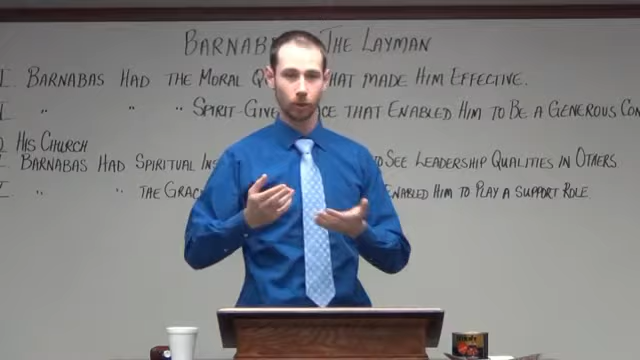 BARNAB THE LAYMAN
I. BARNABAS HAD THE MORAL Q THAT MADE HIM EFFECTIVE.
I " " " SPIRIT-GIVE CE THAT ENABLED HIM TO BE A GENEROUS CON
O HIS CHURCH
I. BARNABAS HAD SPIRITUAL INS ND SEE LEADERSHIP QUALITIES IN OTHERS
I " " THE GRAC ENABLED HIM TO PLAY A SUPPORT ROLE